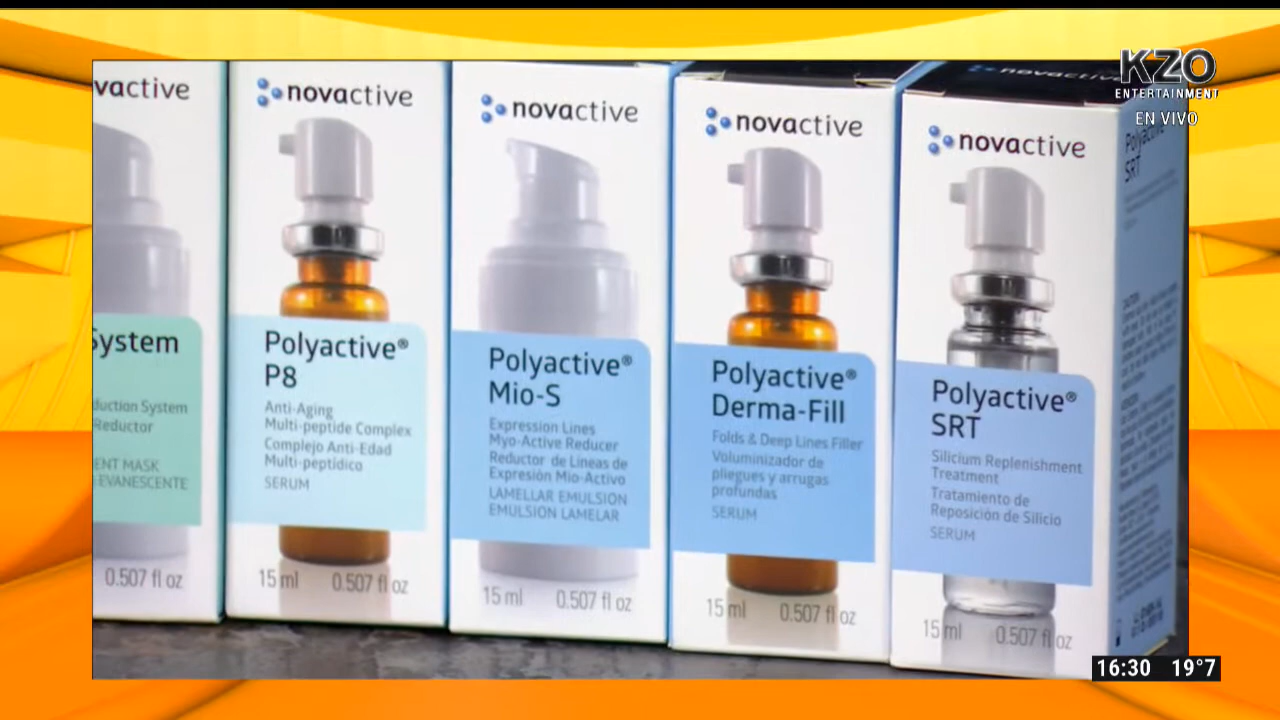 vactive
System
duction System
Reductor
ENT MASK
EVANESCENTE
0.507 fl oz
novactive
Polyactive®
P8
Anti-Aging
Multi-peptide Complex
Complejo Anti-Edad
Multi-peptídico
SERUM
15 ml 0.507 fl oz
novactive
Polyactive®
Mio-S
Expression Lines
Myo-Active Reducer
Reductor de Líneas de
Expresión Mio-Activo
LAMELLAR EMULSION
EMULSION LAMELAR
15 ml 0.507 fl oz
novactive
Polyactive®
Derma-Fill
Folds & Deep Lines Filler
Voluminizador de
pliegues y arrugas
profundas
SERUM
15 ml 0.507 fl oz
novactive
novactive
Polyactive®
SRT
Silicium Replenishment
Treatment
Tratamiento de
Reposición de Silicio
SERUM
15 ml 0.507 fl oz
Polyactive
SRT
KZO
ENTERTAINMENT
EN VIVO
16:30 19°7